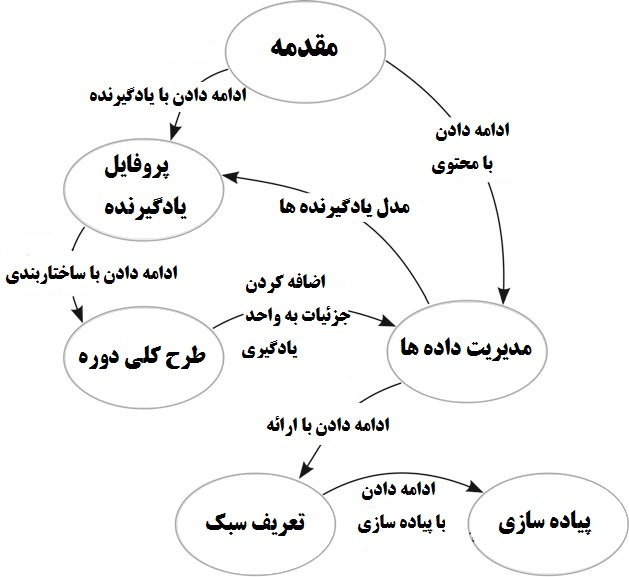 مقدمه
ادامه دادن با یادگیرنده
ادامه دادن
با محتوی
پروفایل
یادگیرنده
مدل یادگیرنده ها
ادامه دادن با ساختاربندی
اضافه کردن
جزئیات به واحد
یادگیری
طرح کلی دوره
مدیریت داده ها
ادامه دادن با ارائه
تعریف سبک
ادامه دادن
با پیاده سازی
پیاده سازی